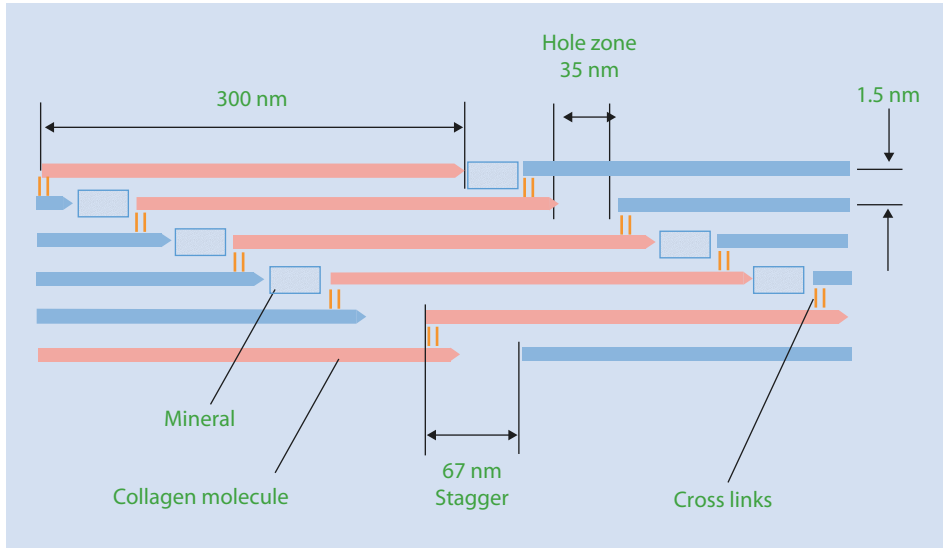 Hole zone
35 nm
300 nm
1.5 nm
Mineral
67 nm
Stagger
Collagen molecule
Cross links